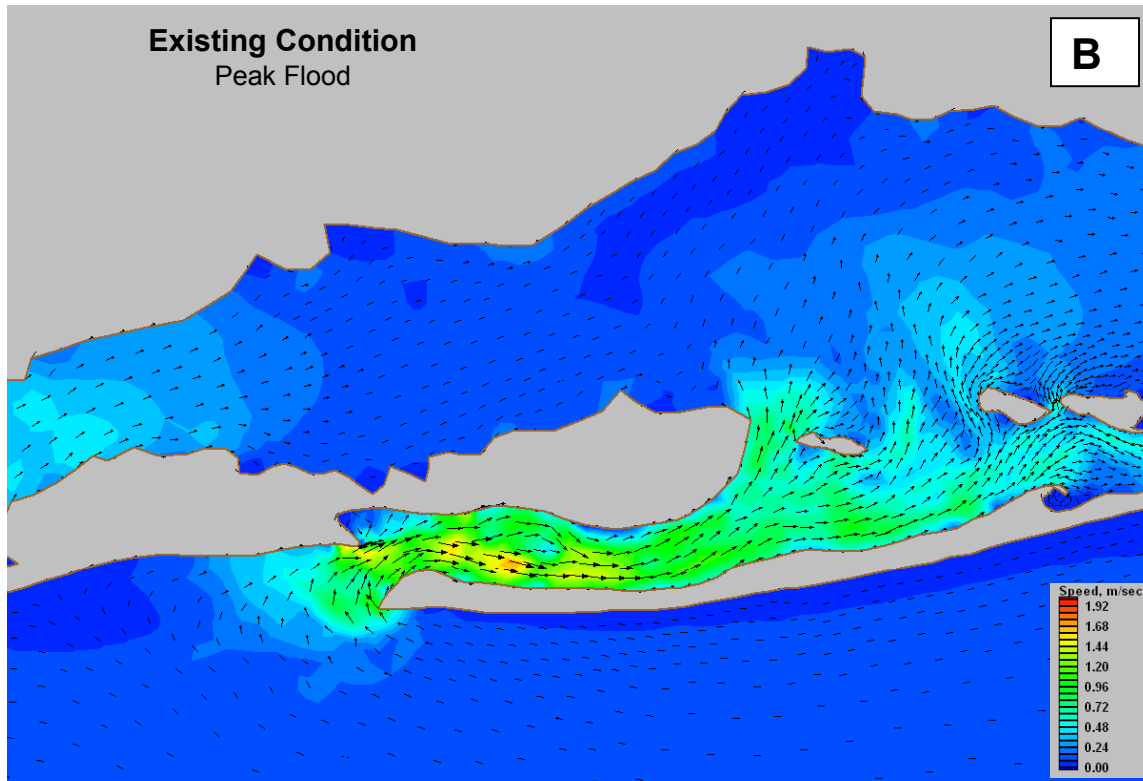 Existing Condition
Peak Flood
B
Speed, m/sec
1.92
1.68
1.44
1.20
0.96
0.72
0.48
0.24
0.00